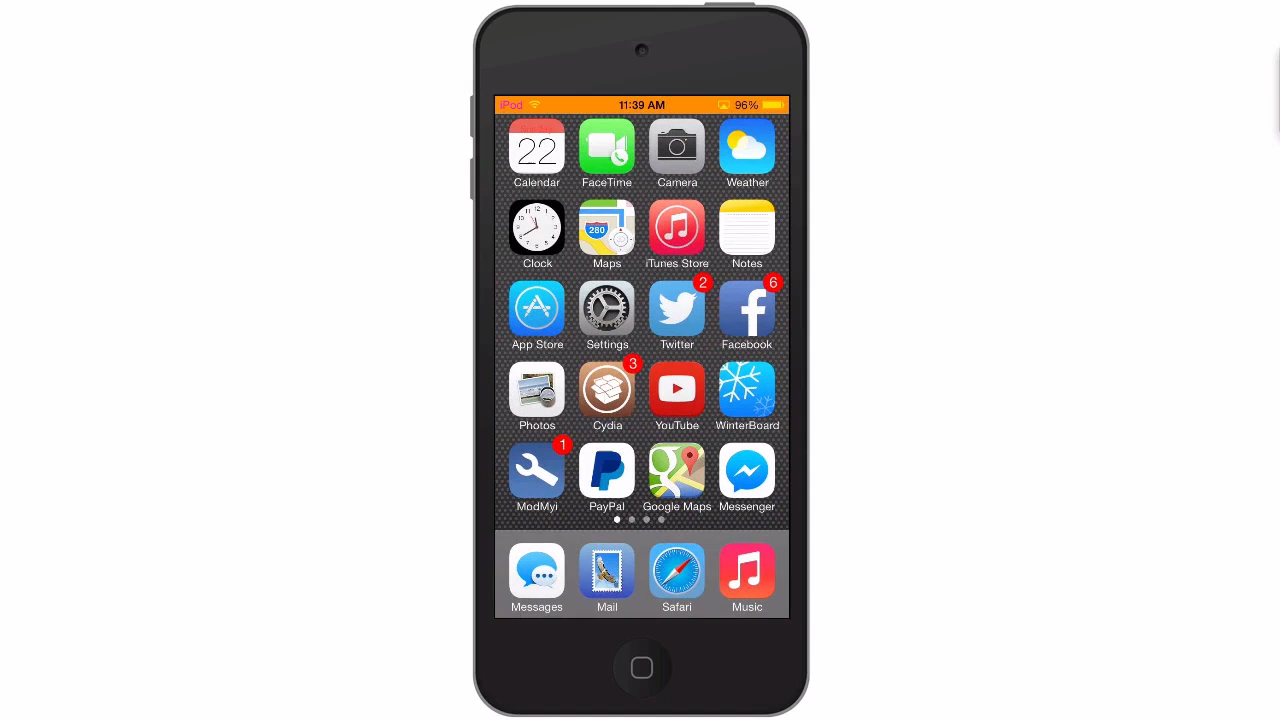 iPod 11:39 AM 96%
22
Calendar FaceTime Camera Weather
280
Clock Maps iTunes Store Notes
2 6
App Store Settings Twitter Facebook
3
Photos Cydia YouTube WinterBoard
1
ModMyi PayPal Google Maps Messenger
Messages Mail Safari Music